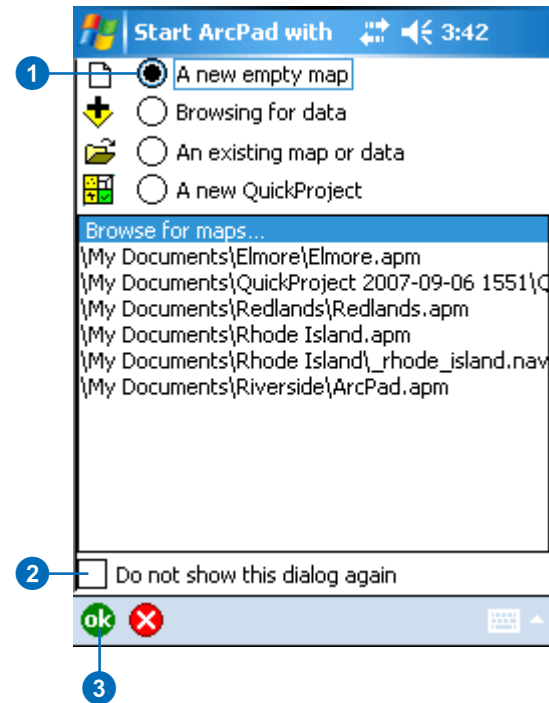 Start ArcPad with 3:42
1
A new empty map
Browsing for data
An existing map or data
A new QuickProject
Browse for maps...
\My Documents\Elmore\Elmore.apm
\My Documents\QuickProject 2007-09-06 1551\Q
\My Documents\Redlands\Redlands.apm
\My Documents\Rhode Island.apm
\My Documents\Rhode Island\_rhode_island.nav
\My Documents\Riverside\ArcPad.apm
2
Do not show this dialog again
ok
3